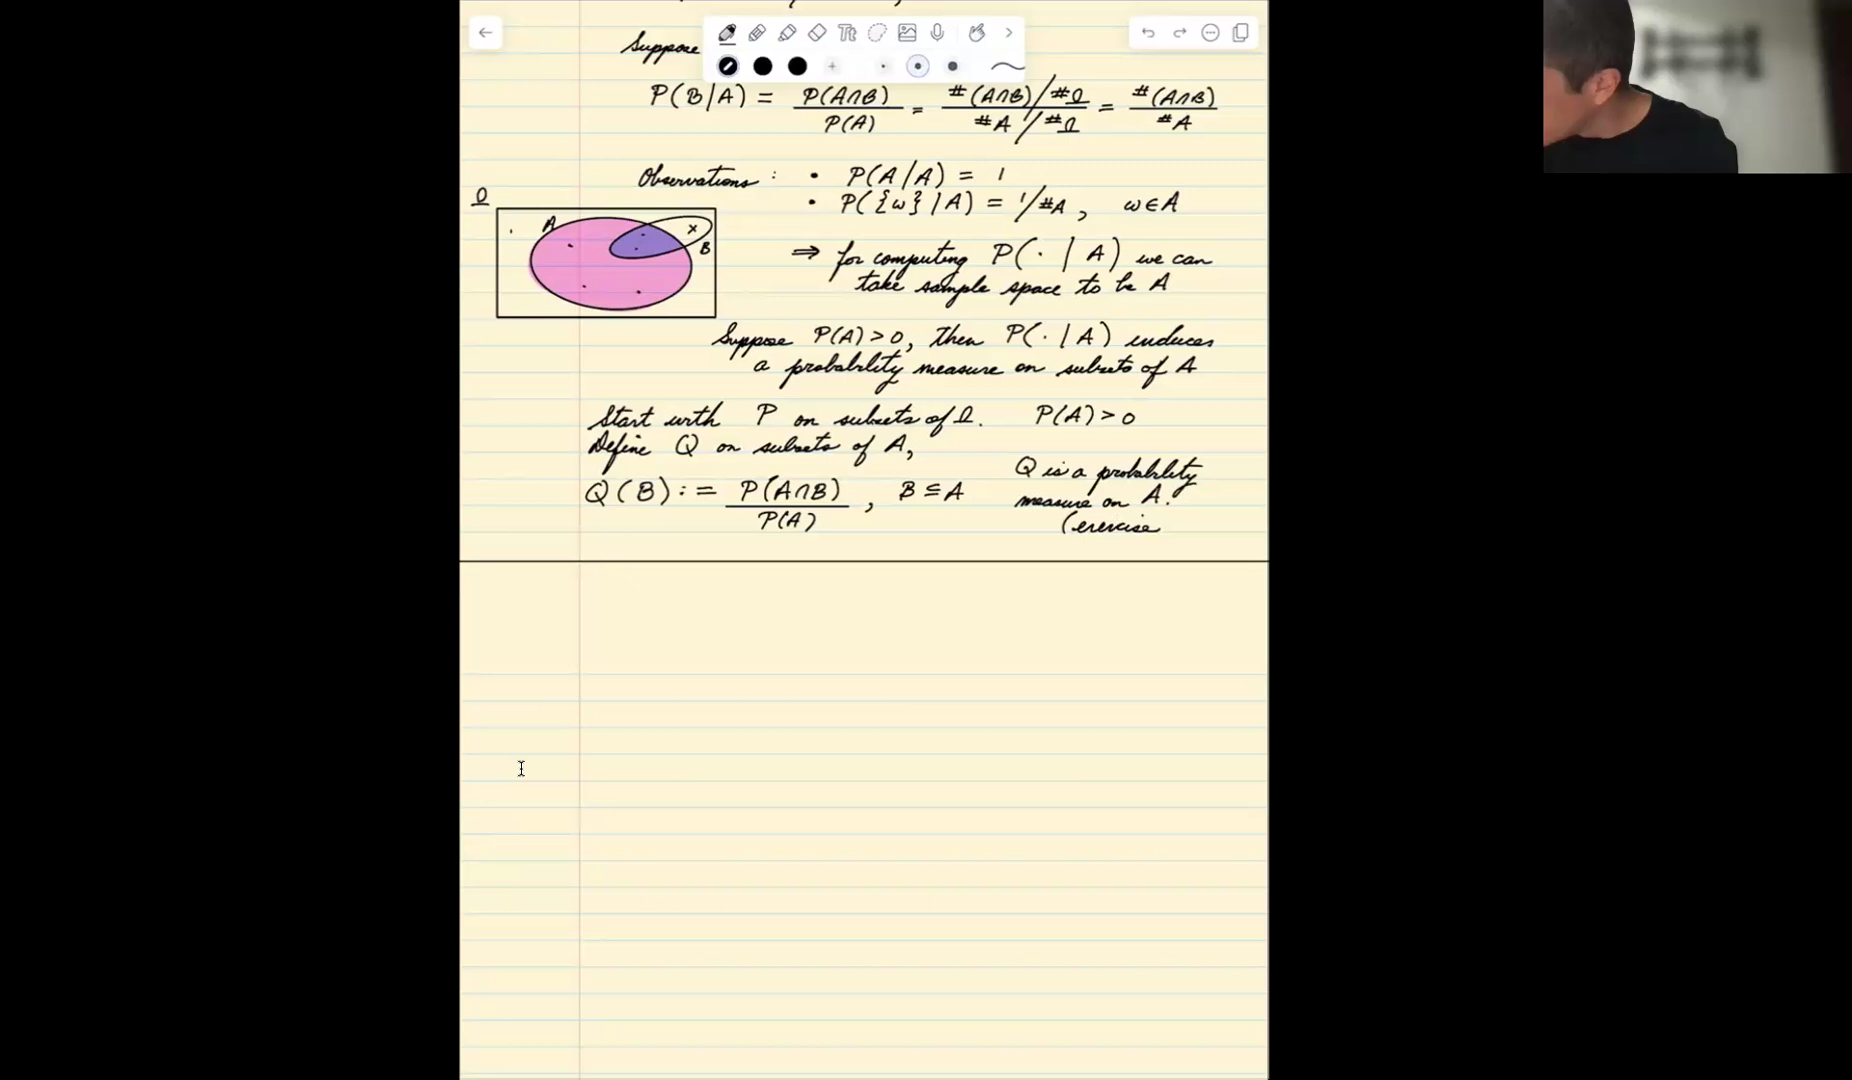 Suppose
P(B|A) = P(A∩B) / P(A) = #(A∩B)/#Ω / #A/#Ω = #(A∩B) / #A
Observations : • P(A|A) = 1
• P({ω}|A) = 1/#A , ω∈A
Ω
A
x
B
⇒ for computing P(· | A) we can
take sample space to be A
Suppose P(A)>0, then P(· | A) induces
a probability measure on subsets of A
Start with P on subsets of Ω. P(A)>0
Define Q on subsets of A,
Q(B) := P(A∩B) / P(A) , B⊆A
Q is a probability
measure on A.
(exercise
Tt